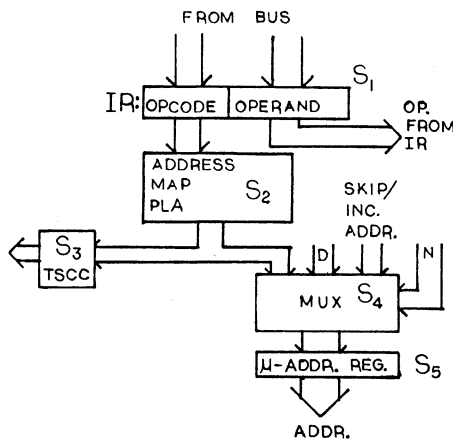 FROM BUS
S1
IR: OPCODE OPERAND
OP.
FROM
IR
ADDRESS
MAP
PLA
S2
SKIP/
INC.
ADDR.
S3
TSCC
D
N
MUX S4
μ-ADDR. REG. S5
ADDR.